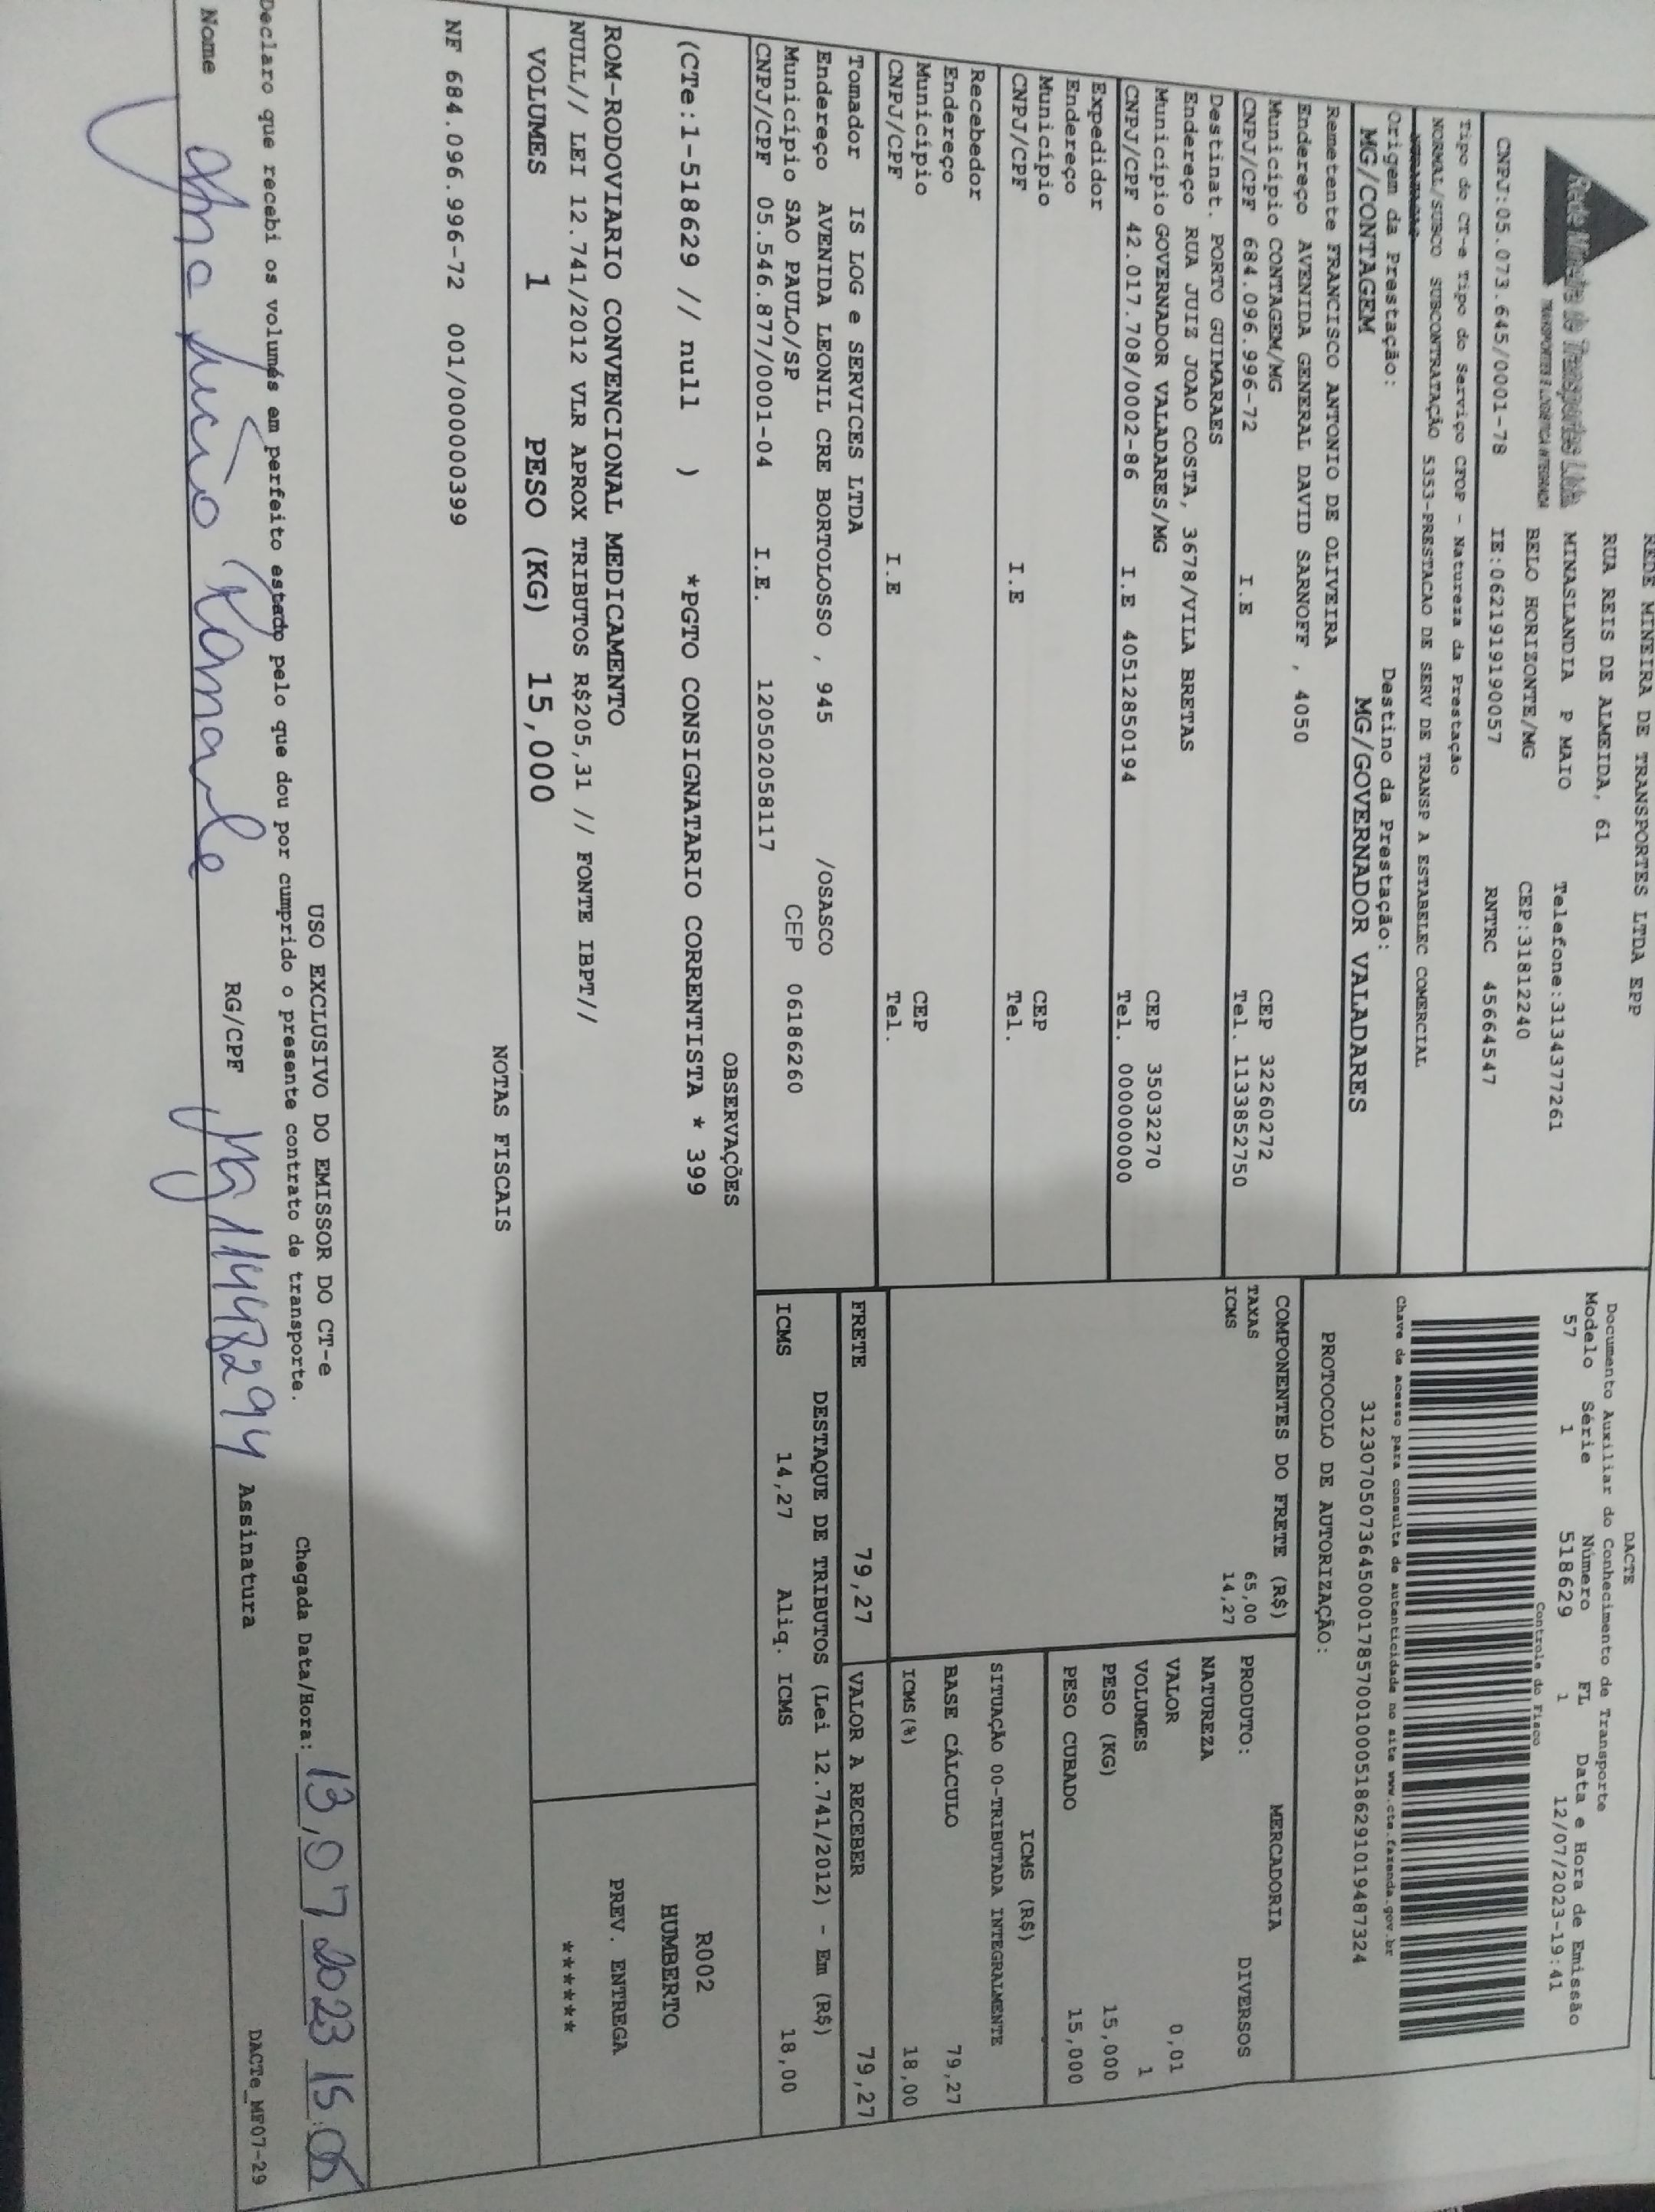 REDE MINEIRA DE TRANSPORTES LTDA EPP
RUA REIS DE ALMEIDA, 61
MINASLANDIA P MAIO Telefone:3134377261
BELO HORIZONTE/MG CEP:31812240
Rede Mineira de Transportes Ltda
CNPJ:05.073.645/0001-78 IE:0621919190057 RNTRC 45664547
Tipo do CT-e Tipo do Serviço CFOP - Natureza da Prestação
NORMAL/SUBCO SUBCONTRATAÇÃO 5353-PRESTACAO DE SERV DE TRANSP A ESTABELEC COMERCIAL
Origem da Prestação: Destino da Prestação:
MG/CONTAGEM MG/GOVERNADOR VALADARES
DACTE
Documento Auxiliar do Conhecimento de Transporte
Modelo Série Número FL Data e Hora de Emissão
57 1 518629 1 12/07/2023-19:41
Controle do Fisco
Chave de acesso para consulta de autenticidade no site www.cte.fazenda.gov.br
31230705073645000178570010005186291019487324
PROTOCOLO DE AUTORIZAÇÃO:
Remetente FRANCISCO ANTONIO DE OLIVEIRA
Endereço AVENIDA GENERAL DAVID SARNOFF , 4050
Município CONTAGEM/MG CEP 32260272
CNPJ/CPF 684.096.996-72 I.E Tel. 1133852750
Destinat. PORTO GUIMARAES
Endereço RUA JUIZ JOAO COSTA, 3678/VILA BRETAS
Município GOVERNADOR VALADARES/MG CEP 35032270
CNPJ/CPF 42.017.708/0002-86 I.E 4051285019​4 Tel. 000000000
Expedidor
Endereço
Município CEP
CNPJ/CPF I.E Tel.
Recebedor
Endereço
Município CEP
CNPJ/CPF I.E Tel.
Tomador IS LOG e SERVICES LTDA
Endereço AVENIDA LEONIL CRE BORTOLOSSO , 945 /OSASCO
Município SAO PAULO/SP CEP 06186260
CNPJ/CPF 05.546.877/0001-04 I.E. 120502058117
COMPONENTES DO FRETE (R$)
TAXAS 65,00
ICMS 14,27
MERCADORIA
PRODUTO: DIVERSOS
NATUREZA
VALOR 0,01
VOLUMES 1
PESO (KG) 15,000
PESO CUBADO 15,000
ICMS (R$)
SITUAÇÃO 00-TRIBUTADA INTEGRALMENTE
BASE CÁLCULO 79,27
ICMS(%) 18,00
FRETE 79,27 VALOR A RECEBER 79,27
DESTAQUE DE TRIBUTOS (Lei 12.741/2012) - Em (R$)
ICMS 14,27 Aliq. ICMS 18,00
OBSERVAÇÕES
(CTe:1-518629 // null ) *PGTO CONSIGNATARIO CORRENTISTA * 399
ROM-RODOVIARIO CONVENCIONAL MEDICAMENTO
NULL// LEI 12.741/2012 VLR APROX TRIBUTOS R$205,31 // FONTE IBPT//
VOLUMES 1 PESO (KG) 15,000
R002
HUMBERTO
PREV. ENTREGA
******
NOTAS FISCAIS
NF 684.096.996-72 001/000000399
USO EXCLUSIVO DO EMISSOR DO CT-e
Declaro que recebi os volumes em perfeito estado pelo que dou por cumprido o presente contrato de transporte.
Chegada Data/Hora: 13,07 2023 15:05
Nome RG/CPF Mg 11448294 Assinatura
DACTe_MF07-29